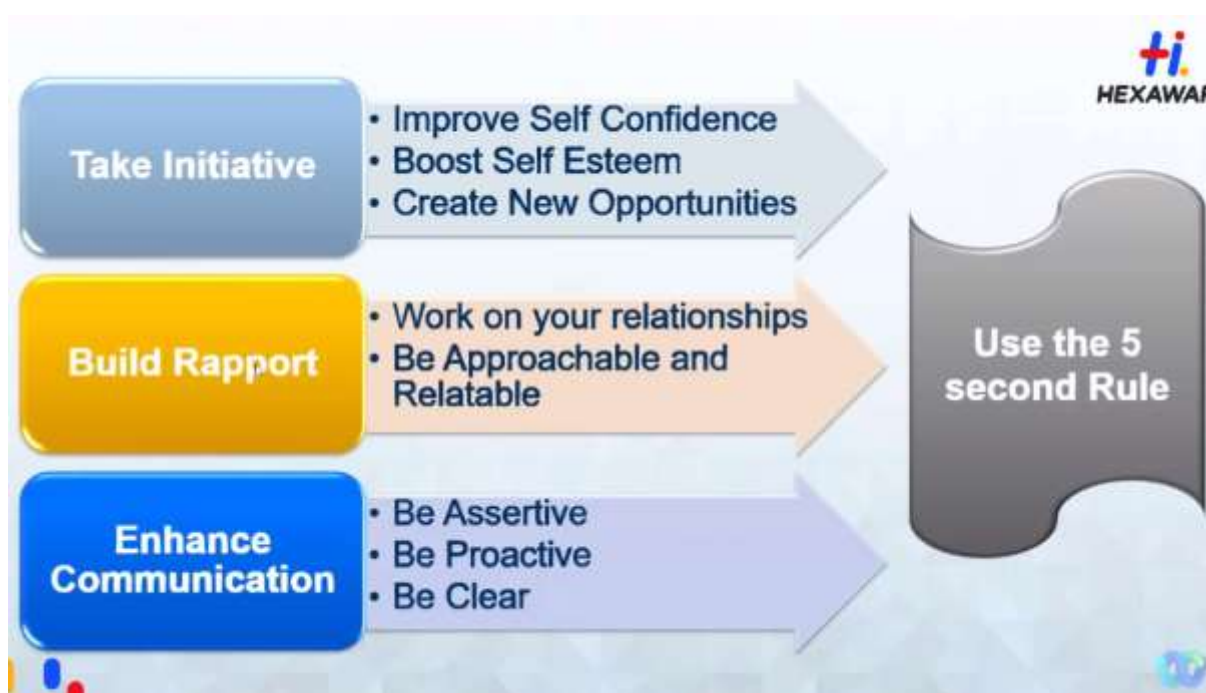 HEXAWAR
Take Initiative
• Improve Self Confidence
• Boost Self Esteem
• Create New Opportunities
Build Rapport
• Work on your relationships
• Be Approachable and
Relatable
Enhance
Communication
• Be Assertive
• Be Proactive
• Be Clear
Use the 5
second Rule